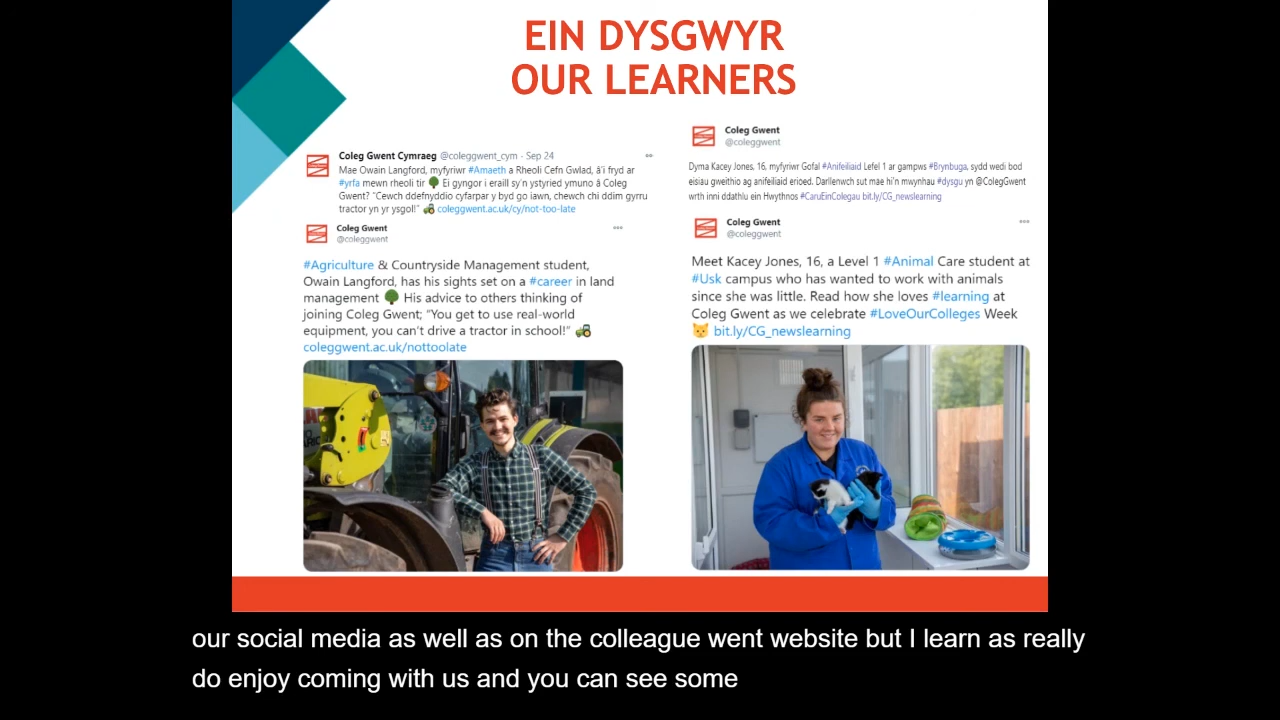 EIN DYSGWYR
OUR LEARNERS
Coleg Gwent Cymraeg @coleggwent_cym - Sep 24
Mae Owain Langford, myfyriwr #Amaeth a Rheoli Cefn Gwlad, â'i fryd ar
#yrfa mewn rheoli tir 🌳 Ei gyngor i eraill sy'n ystyried ymuno â Coleg
Gwent? "Cewch ddefnyddio cyfarpar y byd go iawn, chewch chi ddim gyrru
tractor yn yr ysgol!" 🚜 coleggwent.ac.uk/cy/not-too-late
Coleg Gwent
@coleggwent
#Agriculture & Countryside Management student,
Owain Langford, has his sights set on a #career in land
management 🌳 His advice to others thinking of
joining Coleg Gwent; "You get to use real-world
equipment, you can't drive a tractor in school!" 🚜
coleggwent.ac.uk/nottoolate
Coleg Gwent
@coleggwent
Dyma Kacey Jones, 16, myfyriwr Gofal #Anifeiliaid Lefel 1 ar gampws #Brynbuga, sydd wedi bod
eisiau gweithio ag anifeiliaid erioed. Darllenwch sut mae hi'n mwynhau #dysgu yn @ColegGwent
wrth inni ddathlu ein Hwythnos #CaruEinColegau bit.ly/CG_newslearning
Coleg Gwent
@coleggwent
Meet Kacey Jones, 16, a Level 1 #Animal Care student at
#Usk campus who has wanted to work with animals
since she was little. Read how she loves #learning at
Coleg Gwent as we celebrate #LoveOurColleges Week
🐱 bit.ly/CG_newslearning
our social media as well as on the colleague went website but I learn as really
do enjoy coming with us and you can see some